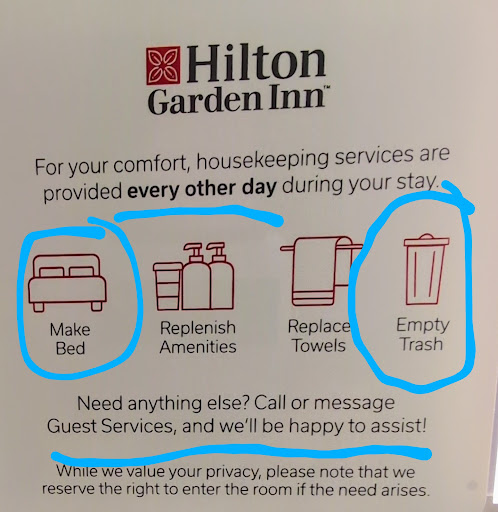 Hilton
Garden Inn™
For your comfort, housekeeping services are
provided every other day during your stay.
Make
Bed
Replenish
Amenities
Replace
Towels
Empty
Trash
Need anything else? Call or message
Guest Services, and we'll be happy to assist!
While we value your privacy, please note that we
reserve the right to enter the room if the need arises.